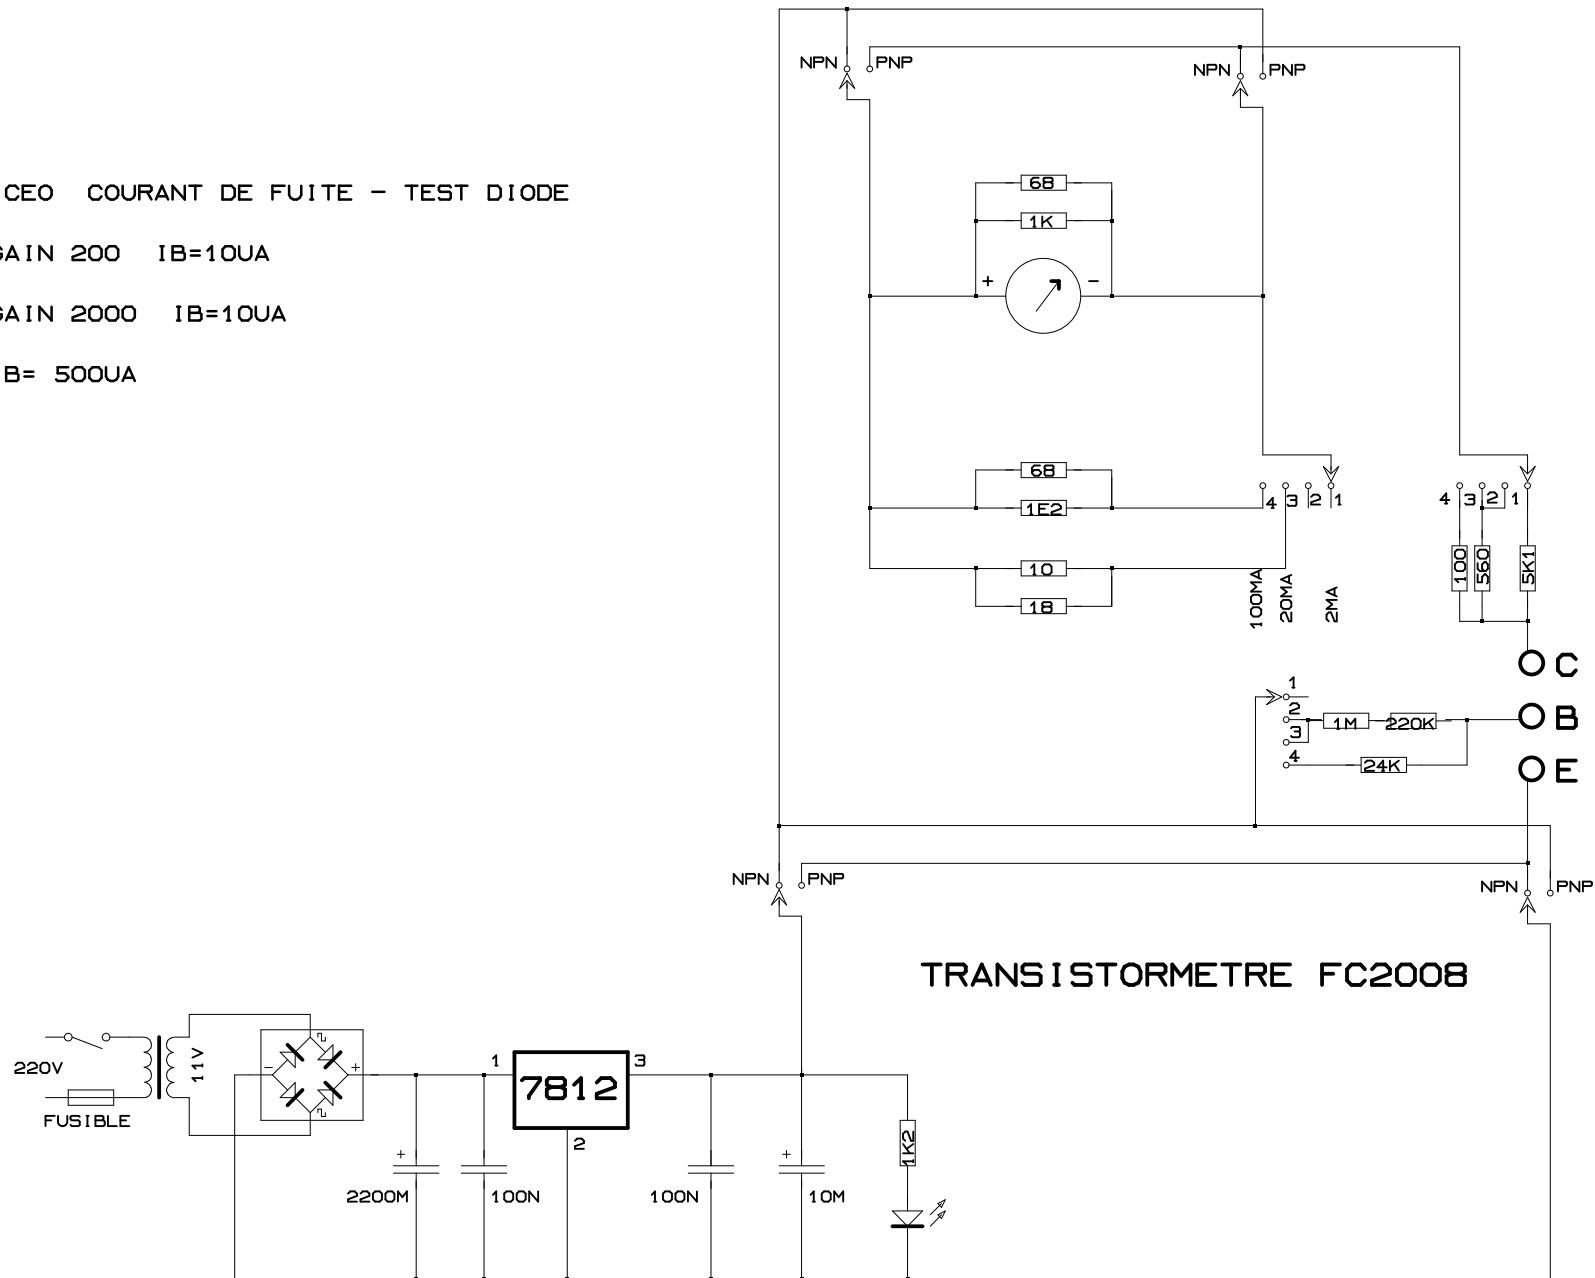 NPN
PNP
NPN
PNP
CEO COURANT DE FUITE - TEST DIODE
GAIN 200 IB=10UA
GAIN 2000 IB=10UA
B= 500UA
68
1K
+
-
68
1E2
10
18
4
3
2
1
100MA
20MA
2MA
4
3
2
1
100
560
5K1
C
B
E
1
2
3
4
1M
220K
24K
NPN
PNP
NPN
PNP
TRANSISTORMETRE FC2008
220V
FUSIBLE
11V
-
+
1
7812
3
2
+
2200M
100N
100N
+
10M
1K2